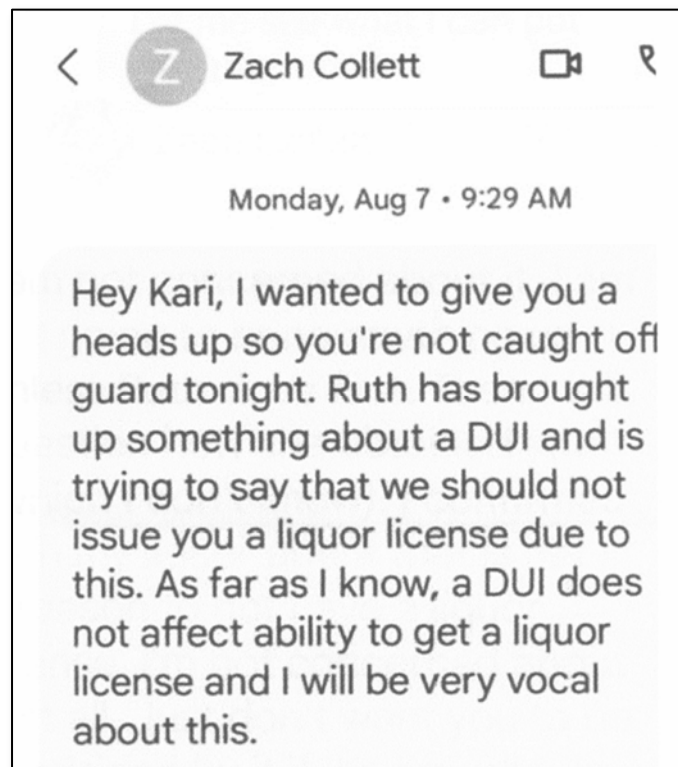 Z
Zach Collett
Monday, Aug 7 • 9:29 AM
Hey Kari, I wanted to give you a
heads up so you're not caught off
guard tonight. Ruth has brought
up something about a DUI and is
trying to say that we should not
issue you a liquor license due to
this. As far as I know, a DUI does
not affect ability to get a liquor
license and I will be very vocal
about this.